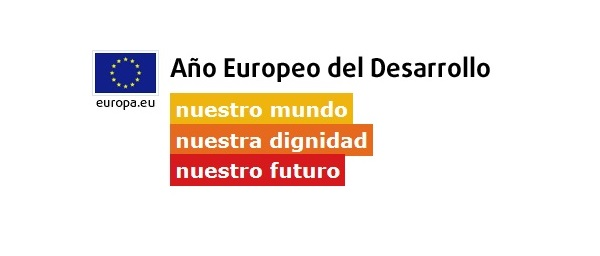 Año Europeo del Desarrollo
europa.eu
nuestro mundo
nuestra dignidad
nuestro futuro